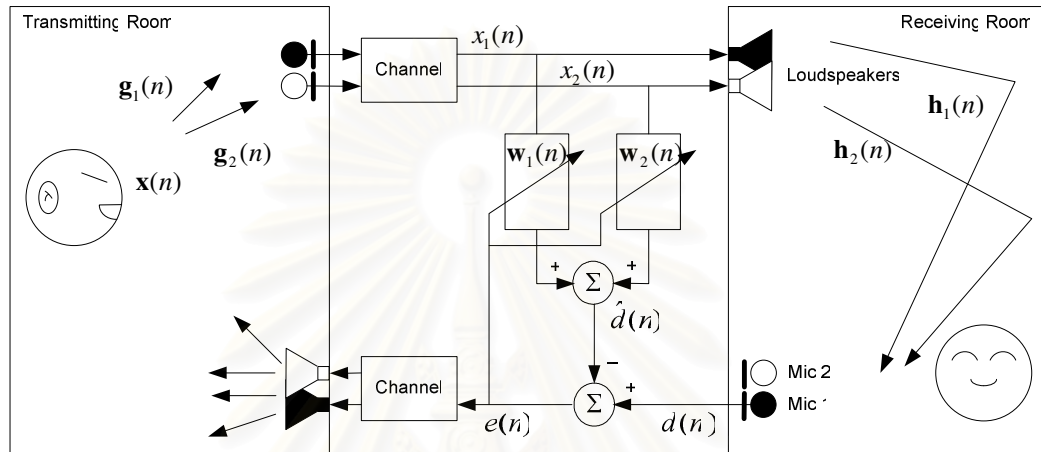 Transmitting Room
Receiving Room
x₁(n)
Channel
x₂(n)
Loudspeakers
g₁(n)
g₂(n)
h₁(n)
h₂(n)
w₁(n)
w₂(n)
x(n)
+
+
Σ
d̂(n)
−
Mic 2
Channel
+
Σ
Mic 1
e(n)
d(n)